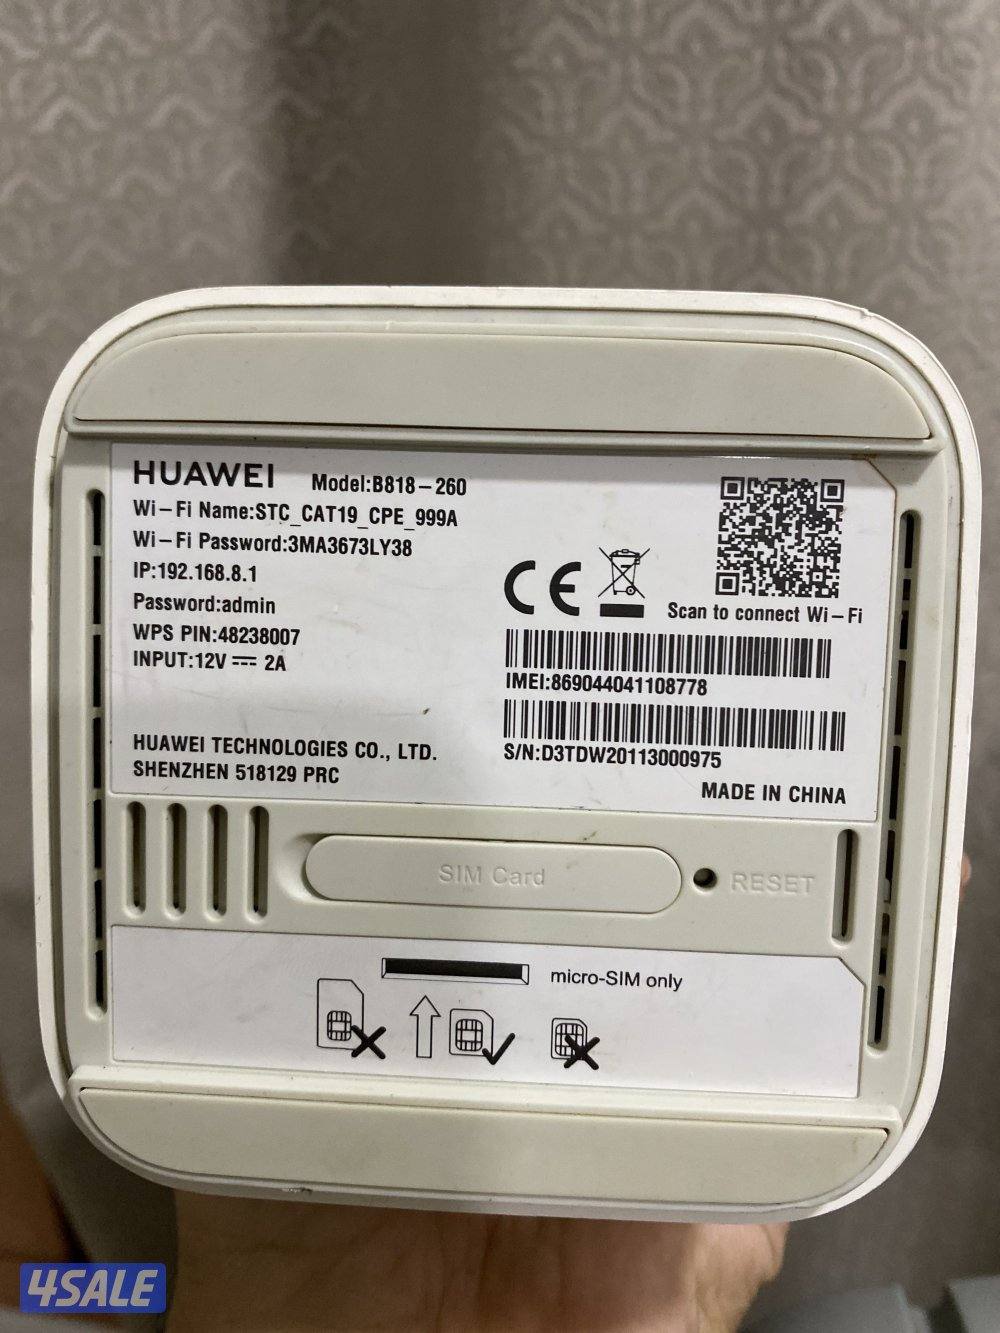 HUAWEI Model:B818-260
Wi-Fi Name:STC_CAT19_CPE_999A
Wi-Fi Password:3MA3673LY38
IP:192.168.8.1
Password:admin
WPS PIN:48238007
INPUT:12V ⎓ 2A
Scan to connect Wi-Fi
IMEI:869044041108778
S/N:D3TDW20113000975
HUAWEI TECHNOLOGIES CO., LTD.
SHENZHEN 518129 PRC
MADE IN CHINA
SIM Card
RESET
micro-SIM only
4SALE